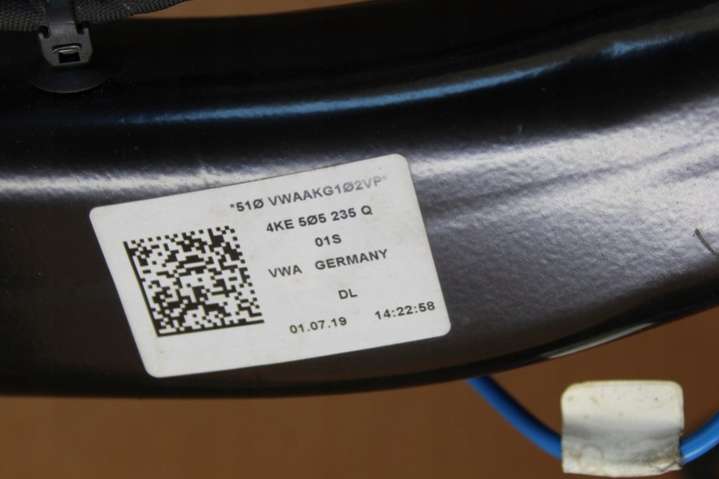 *51Ø VWAAKG1Ø2VP*
4KE 5Ø5 235 Q
01S
VWA GERMANY
DL
01.07.19 14:22:58